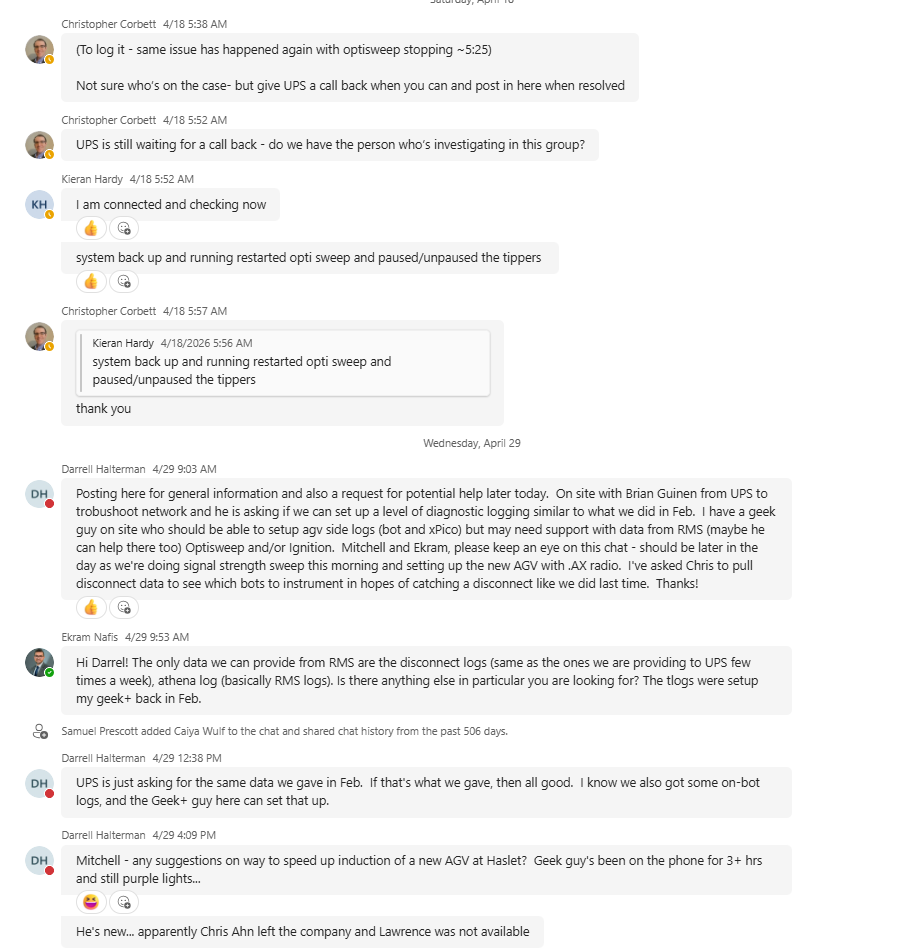 Saturday, April 18
Christopher Corbett 4/18 5:38 AM
(To log it - same issue has happened again with optisweep stopping ~5:25)
Not sure who's on the case- but give UPS a call back when you can and post in here when resolved
Christopher Corbett 4/18 5:52 AM
UPS is still waiting for a call back - do we have the person who's investigating in this group?
Kieran Hardy 4/18 5:52 AM
KH
I am connected and checking now
system back up and running restarted opti sweep and paused/unpaused the tippers
Christopher Corbett 4/18 5:57 AM
Kieran Hardy 4/18/2026 5:56 AM
system back up and running restarted opti sweep and
paused/unpaused the tippers
thank you
Wednesday, April 29
Darrell Halterman 4/29 9:03 AM
DH
Posting here for general information and also a request for potential help later today. On site with Brian Guinen from UPS to
trobushoot network and he is asking if we can set up a level of diagnostic logging similar to what we did in Feb. I have a geek
guy on site who should be able to setup agv side logs (bot and xPico) but may need support with data from RMS (maybe he
can help there too) Optisweep and/or Ignition. Mitchell and Ekram, please keep an eye on this chat - should be later in the
day as we're doing signal strength sweep this morning and setting up the new AGV with .AX radio. I've asked Chris to pull
disconnect data to see which bots to instrument in hopes of catching a disconnect like we did last time. Thanks!
Ekram Nafis 4/29 9:53 AM
Hi Darrel! The only data we can provide from RMS are the disconnect logs (same as the ones we are providing to UPS few
times a week), athena log (basically RMS logs). Is there anything else in particular you are looking for? The tlogs were setup
my geek+ back in Feb.
Samuel Prescott added Caiya Wulf to the chat and shared chat history from the past 506 days.
Darrell Halterman 4/29 12:38 PM
DH
UPS is just asking for the same data we gave in Feb. If that's what we gave, then all good. I know we also got some on-bot
logs, and the Geek+ guy here can set that up.
Darrell Halterman 4/29 4:09 PM
DH
Mitchell - any suggestions on way to speed up induction of a new AGV at Haslet? Geek guy's been on the phone for 3+ hrs
and still purple lights...
He's new... apparently Chris Ahn left the company and Lawrence was not available